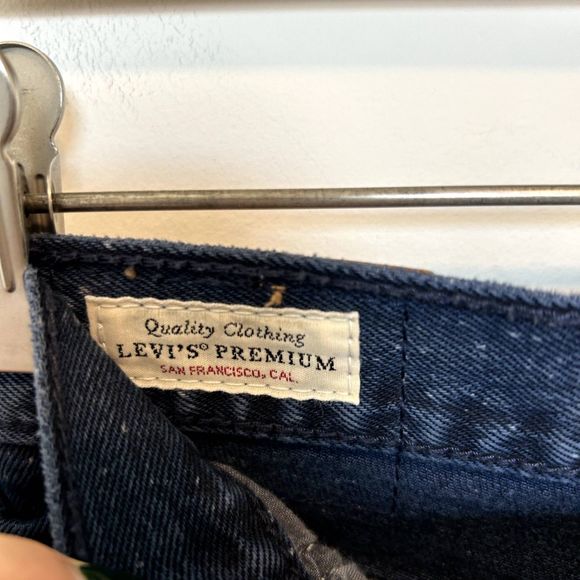 Quality Clothing
LEVI'S® PREMIUM
SAN FRANCISCO, CAL.